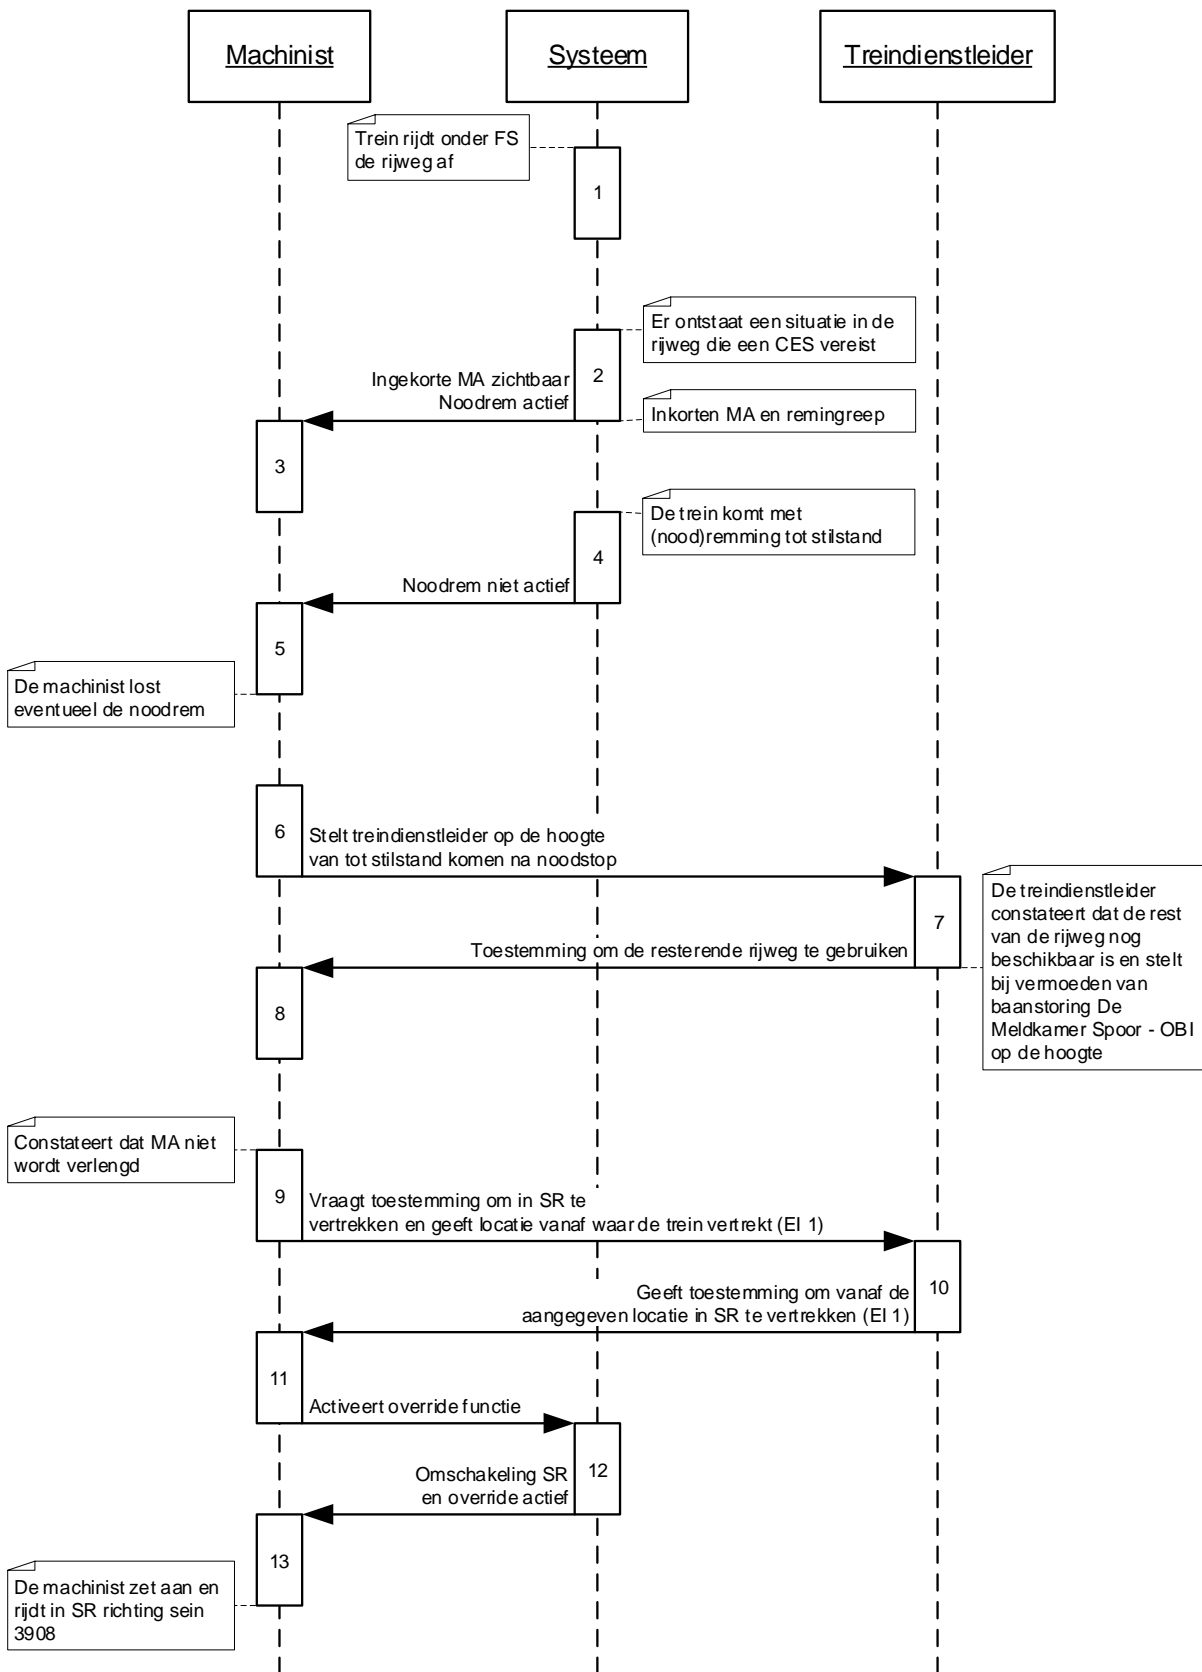 Machinist
Systeem
Treindienstleider
Trein rijdt onder FS
de rijweg af
1
Er ontstaat een situatie in de
rijweg die een CES vereist
2
Ingekorte MA zichtbaar
Noodrem actief
Inkorten MA en remingreep
3
De trein komt met
(nood)remming tot stilstand
4
Noodrem niet actief
5
De machinist lost
eventueel de noodrem
6
Stelt treindienstleider op de hoogte
van tot stilstand komen na noodstop
7
De treindienstleider
constateert dat de rest
van de rijweg nog
beschikbaar is en stelt
bij vermoeden van
baanstoring De
Meldkamer Spoor - OBI
op de hoogte
Toestemming om de resterende rijweg te gebruiken
8
Constateert dat MA niet
wordt verlengd
9
Vraagt toestemming om in SR te
vertrekken en geeft locatie vanaf waar de trein vertrekt (EI 1)
10
Geeft toestemming om vanaf de
aangegeven locatie in SR te vertrekken (EI 1)
11
Activeert override functie
12
Omschakeling SR
en override actief
13
De machinist zet aan en
rijdt in SR richting sein
3908